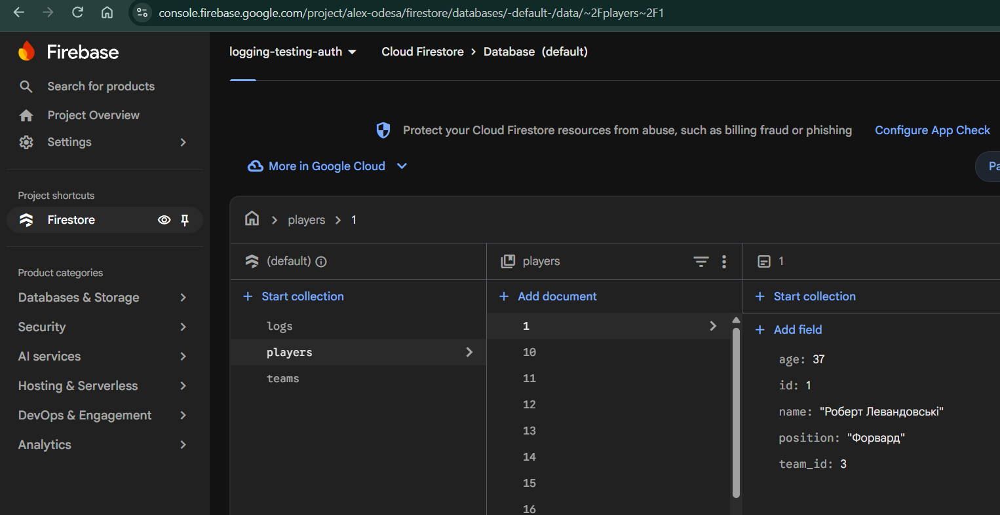 console.firebase.google.com/project/alex-odesa/firestore/databases/-default-/data/~2Fplayers~2F1
Firebase
Search for products
Project Overview
Settings
Project shortcuts
Firestore
Product categories
Databases & Storage
Security
AI services
Hosting & Serverless
DevOps & Engagement
Analytics
logging-testing-auth
Cloud Firestore > Database (default)
Protect your Cloud Firestore resources from abuse, such as billing fraud or phishing Configure App Check
More in Google Cloud
Pa
players > 1
(default)
Start collection
logs
players
teams
players
Add document
1
10
11
12
13
14
15
16
1
Start collection
Add field
age: 37
id: 1
name: "Роберт Левандовські"
position: "Форвард"
team_id: 3